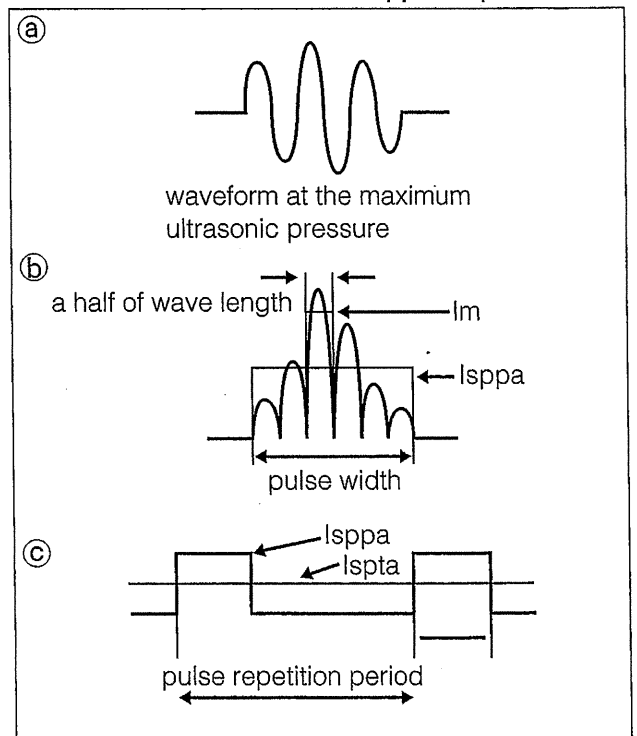 ⓐ
waveform at the maximum
ultrasonic pressure
ⓑ
a half of wave length
Im
Isppa
pulse width
ⓒ
Isppa
Ispta
pulse repetition period